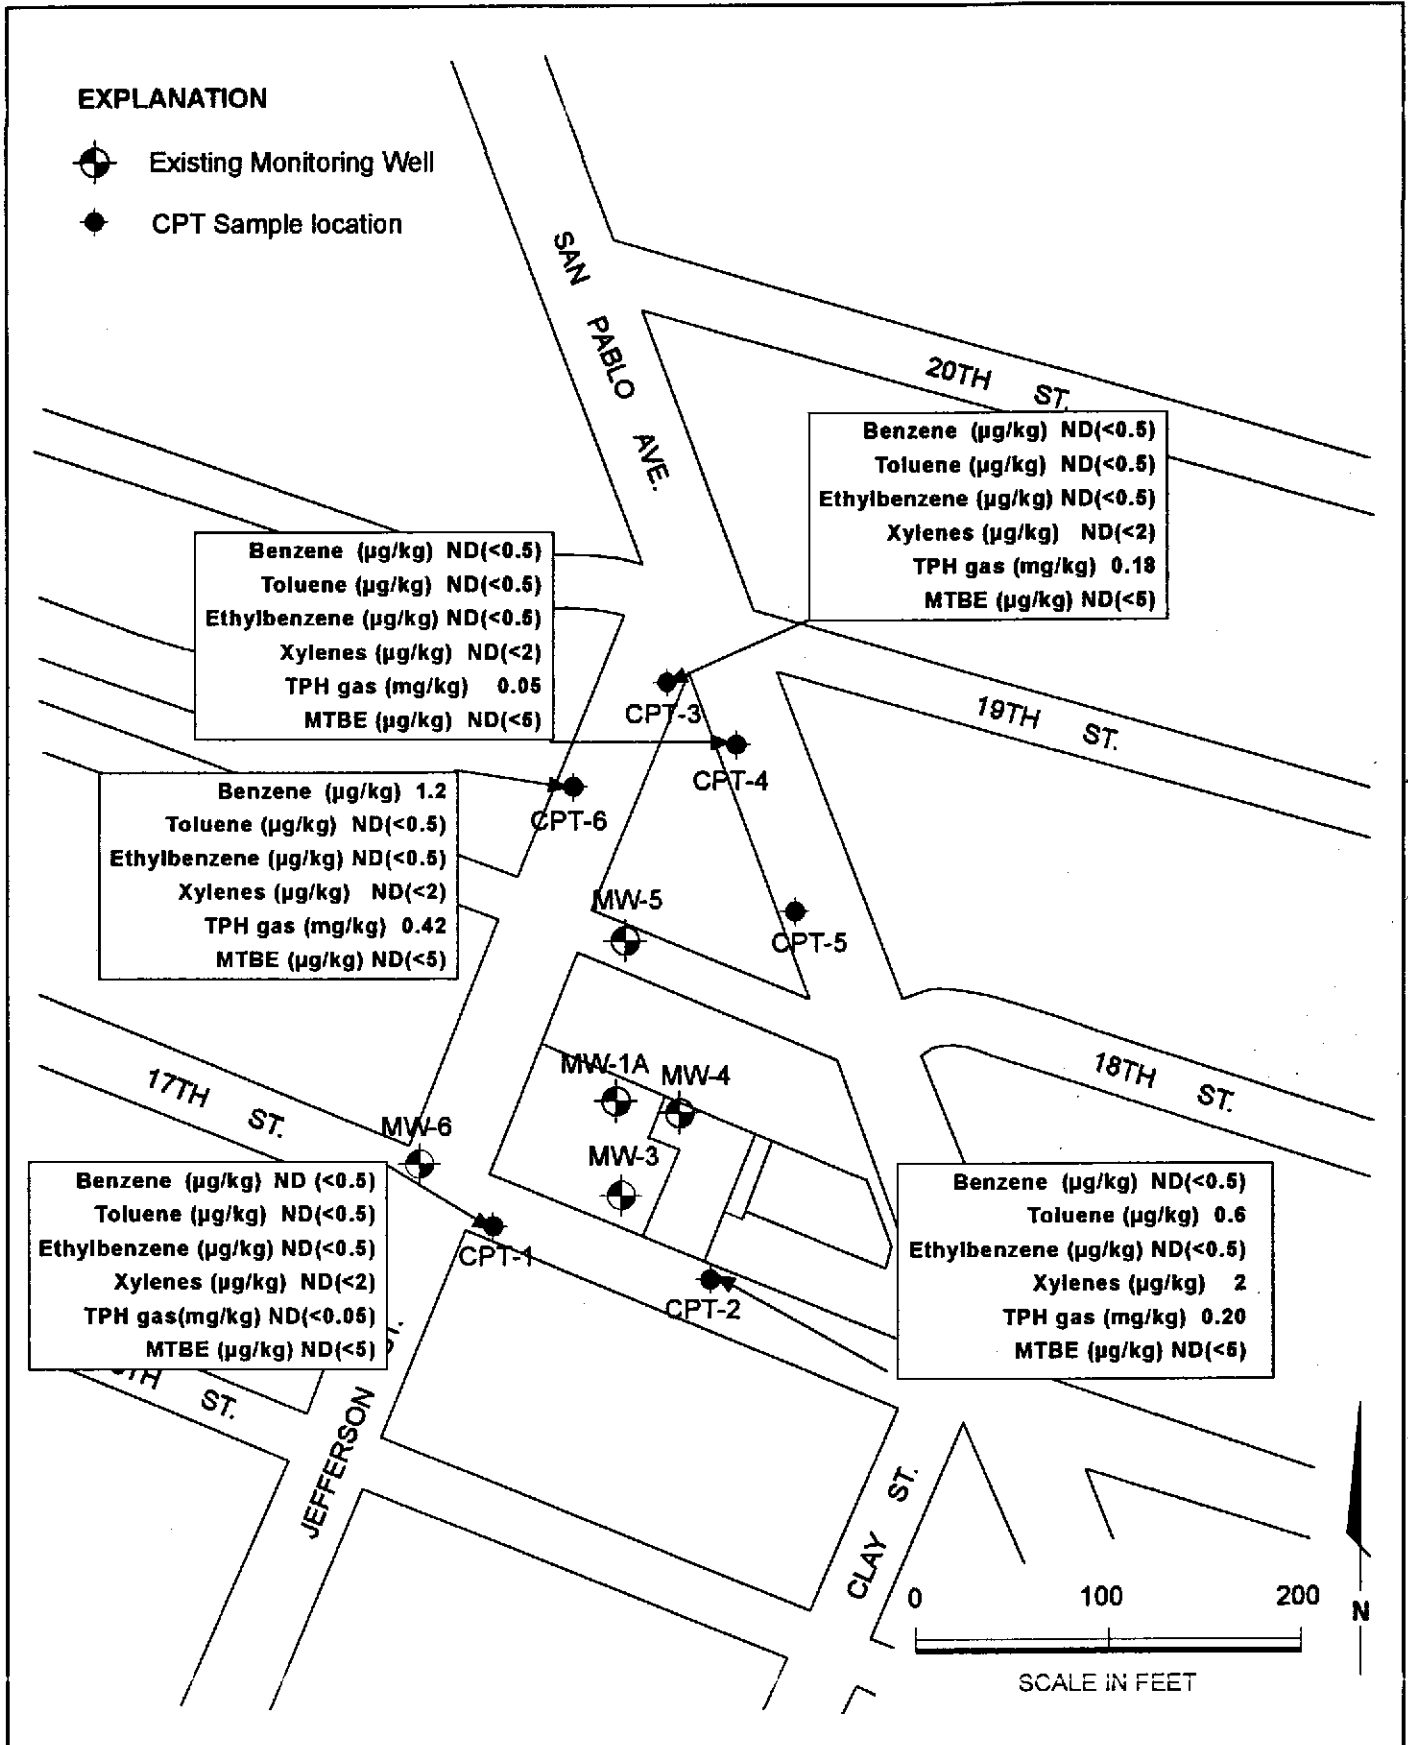 EXPLANATION
Existing Monitoring Well
CPT Sample location
SAN PABLO AVE.
20TH ST.
Benzene (µg/kg) ND(<0.5)
Toluene (µg/kg) ND(<0.5)
Ethylbenzene (µg/kg) ND(<0.5)
Xylenes (µg/kg) ND(<2)
TPH gas (mg/kg) 0.18
MTBE (µg/kg) ND(<5)
Benzene (µg/kg) ND(<0.5)
Toluene (µg/kg) ND(<0.5)
Ethylbenzene (µg/kg) ND(<0.5)
Xylenes (µg/kg) ND(<2)
TPH gas (mg/kg) 0.05
MTBE (µg/kg) ND(<5)
CPT-3
19TH ST.
CPT-4
Benzene (µg/kg) 1.2
Toluene (µg/kg) ND(<0.5)
Ethylbenzene (µg/kg) ND(<0.5)
Xylenes (µg/kg) ND(<2)
TPH gas (mg/kg) 0.42
MTBE (µg/kg) ND(<5)
CPT-6
MW-5
CPT-5
17TH ST.
MW-1A
MW-4
18TH ST.
MW-6
MW-3
Benzene (µg/kg) ND (<0.5)
Toluene (µg/kg) ND(<0.5)
Ethylbenzene (µg/kg) ND(<0.5)
Xylenes (µg/kg) ND(<2)
TPH gas(mg/kg) ND(<0.05)
MTBE (µg/kg) ND(<5)
CPT-1
CPT-2
Benzene (µg/kg) ND(<0.5)
Toluene (µg/kg) 0.6
Ethylbenzene (µg/kg) ND(<0.5)
Xylenes (µg/kg) 2
TPH gas (mg/kg) 0.20
MTBE (µg/kg) ND(<5)
ST.
JEFFERSON ST.
CLAY ST.
0 100 200
N
SCALE IN FEET